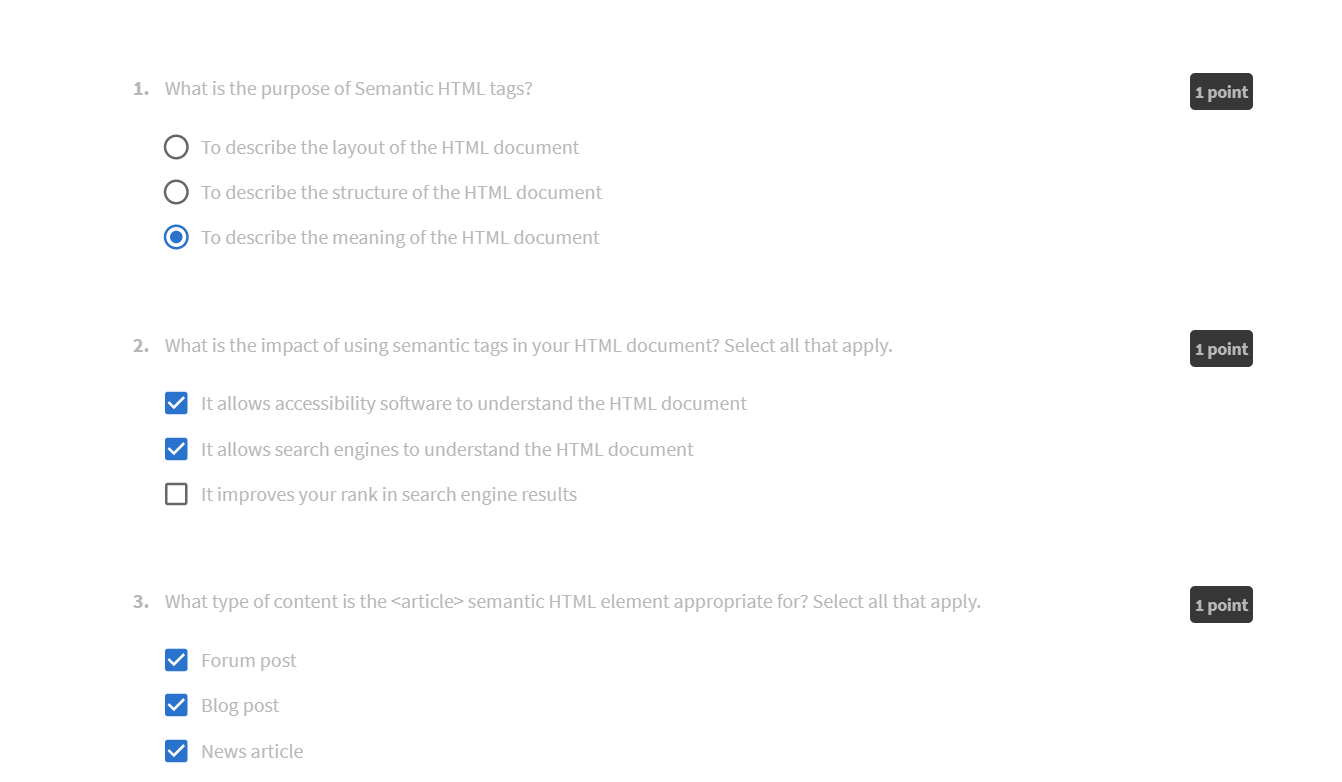 1. What is the purpose of Semantic HTML tags?
1 point
To describe the layout of the HTML document
To describe the structure of the HTML document
To describe the meaning of the HTML document
2. What is the impact of using semantic tags in your HTML document? Select all that apply.
1 point
It allows accessibility software to understand the HTML document
It allows search engines to understand the HTML document
It improves your rank in search engine results
3. What type of content is the <article> semantic HTML element appropriate for? Select all that apply.
1 point
Forum post
Blog post
News article